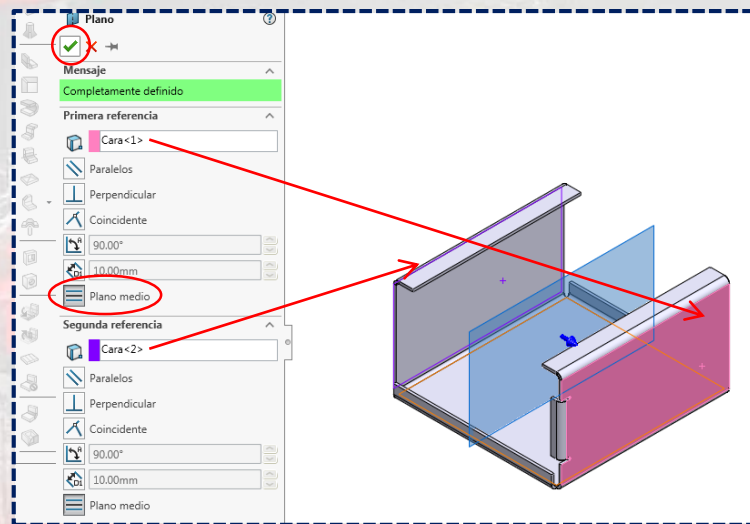 Plano
Mensaje
Completamente definido
Primera referencia
Cara<1>
Paralelos
Perpendicular
Coincidente
90.00°
10.00mm
Plano medio
Segunda referencia
Cara<2>
Paralelos
Perpendicular
Coincidente
90.00°
10.00mm
Plano medio